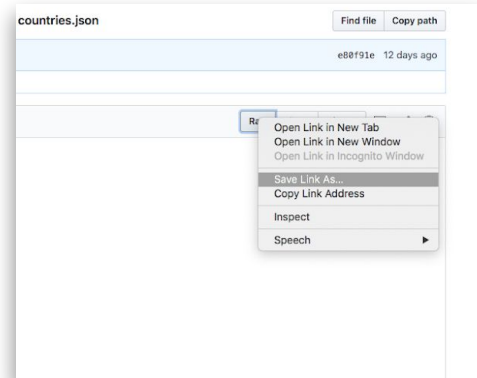 countries.json
Find file
Copy path
e80f91e 12 days ago
Open Link in New Tab
Open Link in New Window
Open Link in Incognito Window
Save Link As...
Copy Link Address
Inspect
Speech